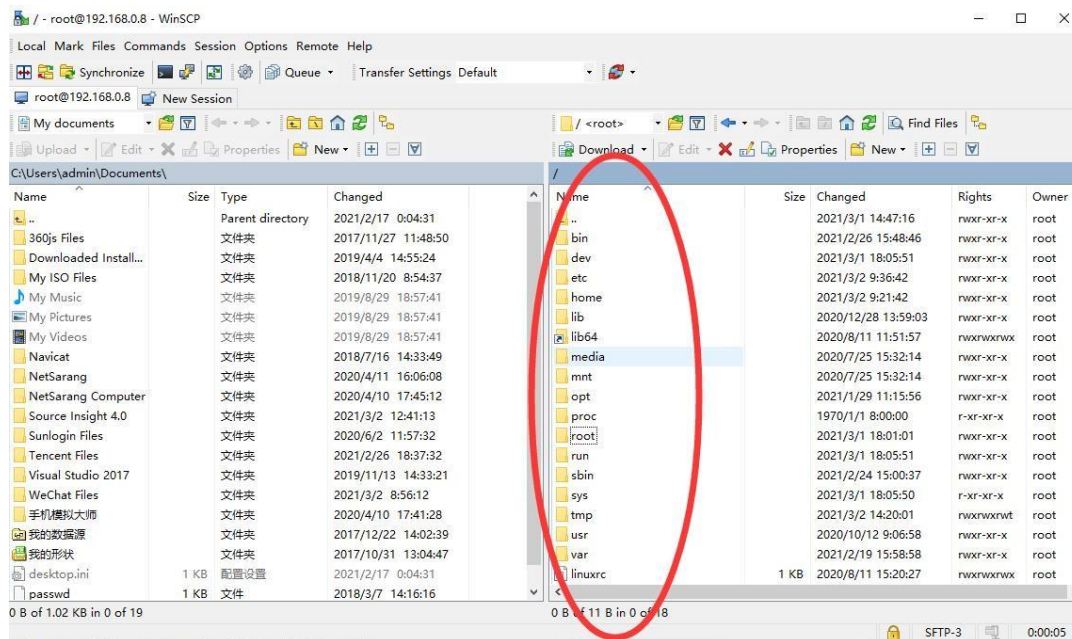 / - root@192.168.0.8 - WinSCP
Local Mark Files Commands Session Options Remote Help
Synchronize Queue Transfer Settings Default
root@192.168.0.8 New Session
My documents / <root> Find Files
Upload Edit Properties New Download Edit Properties New
C:\Users\admin\Documents\ /
Name Size Type Changed Name Size Changed Rights Owner
.. Parent directory 2021/2/17 0:04:31 .. 2021/3/1 14:47:16 rwxr-xr-x root
360js Files 文件夹 2017/11/27 11:48:50 bin 2021/2/26 15:48:46 rwxr-xr-x root
Downloaded Install... 文件夹 2019/4/4 14:55:24 dev 2021/3/1 18:05:51 rwxr-xr-x root
My ISO Files 文件夹 2018/11/20 8:54:37 etc 2021/3/2 9:36:42 rwxr-xr-x root
My Music 文件夹 2019/8/29 18:57:41 home 2021/3/2 9:21:42 rwxr-xr-x root
My Pictures 文件夹 2019/8/29 18:57:41 lib 2020/12/28 13:59:03 rwxr-xr-x root
My Videos 文件夹 2019/8/29 18:57:41 lib64 2020/8/11 11:51:57 rwxrwxrwx root
Navicat 文件夹 2018/7/16 14:33:49 media 2020/7/25 15:32:14 rwxr-xr-x root
NetSarang 文件夹 2020/4/11 16:06:08 mnt 2020/7/25 15:32:14 rwxr-xr-x root
NetSarang Computer 文件夹 2020/4/10 17:45:12 opt 2021/1/29 11:15:56 rwxr-xr-x root
Source Insight 4.0 文件夹 2021/3/2 12:41:13 proc 1970/1/1 8:00:00 r-xr-xr-x root
Sunlogin Files 文件夹 2020/6/2 11:57:32 root 2021/3/1 18:01:01 rwxr-xr-x root
Tencent Files 文件夹 2021/2/26 18:37:32 run 2021/3/1 18:05:51 rwxr-xr-x root
Visual Studio 2017 文件夹 2019/11/13 14:33:21 sbin 2021/2/24 15:00:37 rwxr-xr-x root
WeChat Files 文件夹 2021/3/2 8:56:12 sys 2021/3/1 18:05:50 r-xr-xr-x root
手机模拟大师 文件夹 2020/4/10 17:41:28 tmp 2021/3/2 14:20:01 rwxrwxrwt root
我的数据源 文件夹 2017/12/22 14:02:39 usr 2020/10/12 9:06:58 rwxr-xr-x root
我的形状 文件夹 2017/10/31 13:04:47 var 2021/2/19 15:58:58 rwxr-xr-x root
desktop.ini 1 KB 配置设置 2021/2/17 0:04:31 linuxrc 1 KB 2020/8/11 15:20:27 rwxrwxrwx root
passwd 1 KB 文件 2018/3/7 14:16:16
0 B of 1.02 KB in 0 of 19 0 B of 11 B in 0 of 18
SFTP-3 0:00:05